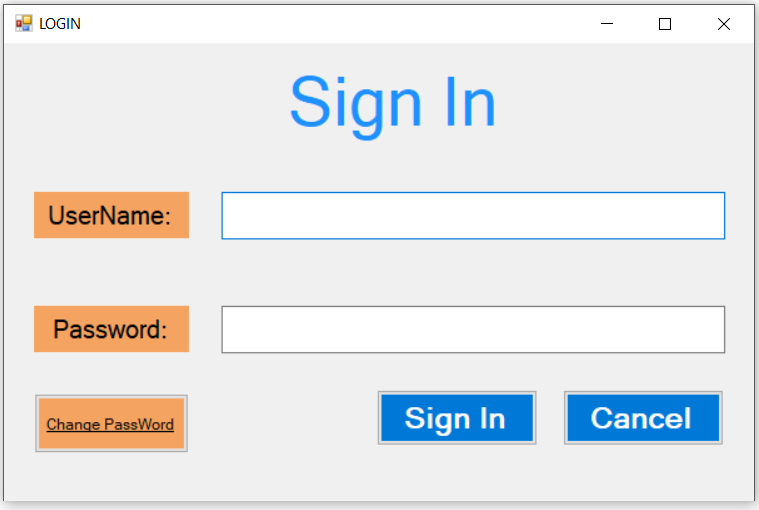 LOGIN
Sign In
UserName:
Password:
Change PassWord
Sign In
Cancel